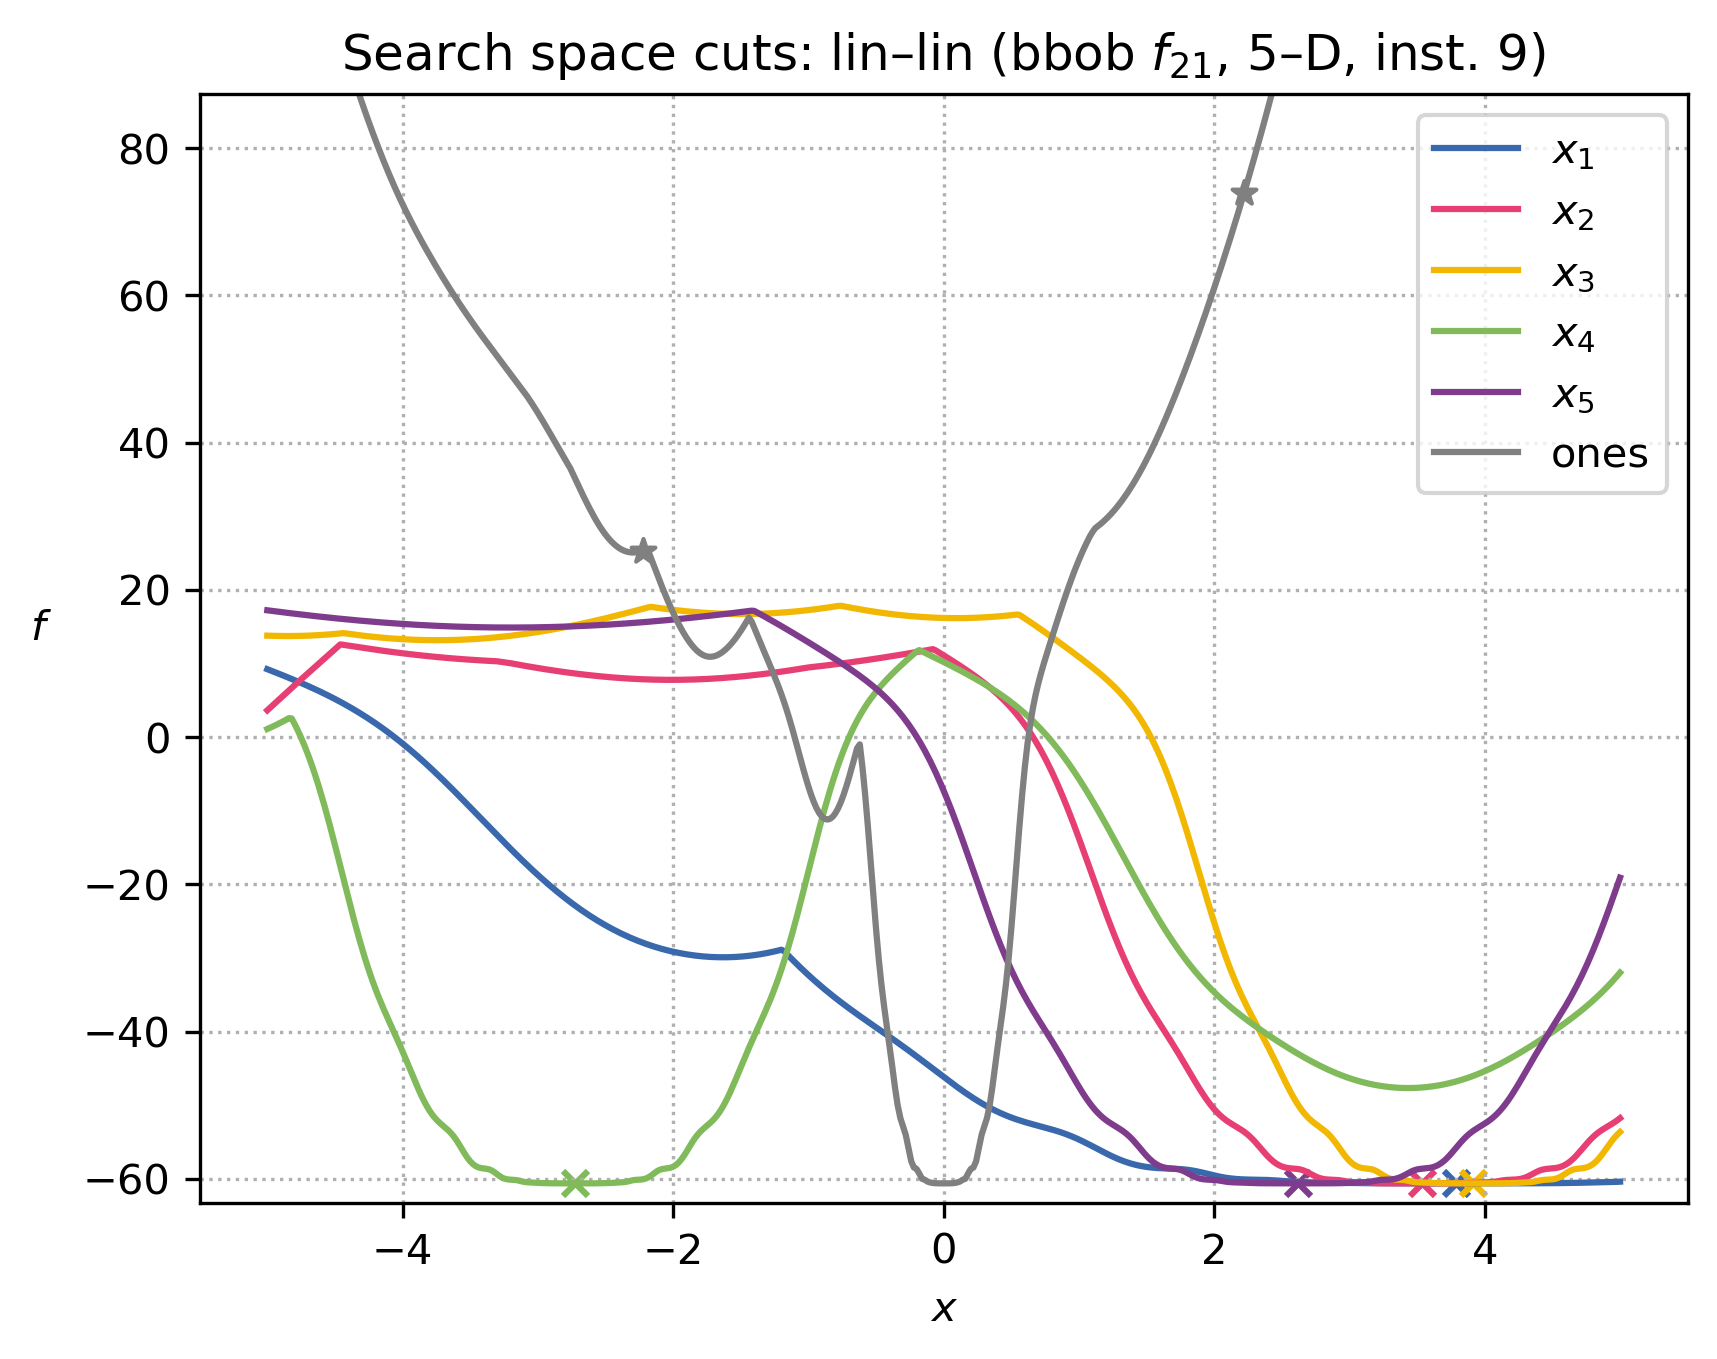 Search space cuts: lin–lin (bbob f₂₁, 5–D, inst. 9)
80
60
40
20
0
−20
−40
−60
f
−4
−2
0
2
4
x
x₁
x₂
x₃
x₄
x₅
ones